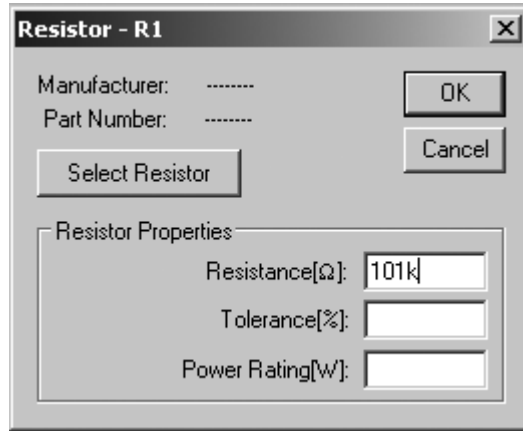 Resistor - R1
Manufacturer: --------
Part Number: --------
OK
Cancel
Select Resistor
Resistor Properties
Resistance[Ω]: 101k
Tolerance[%]:
Power Rating[W]: